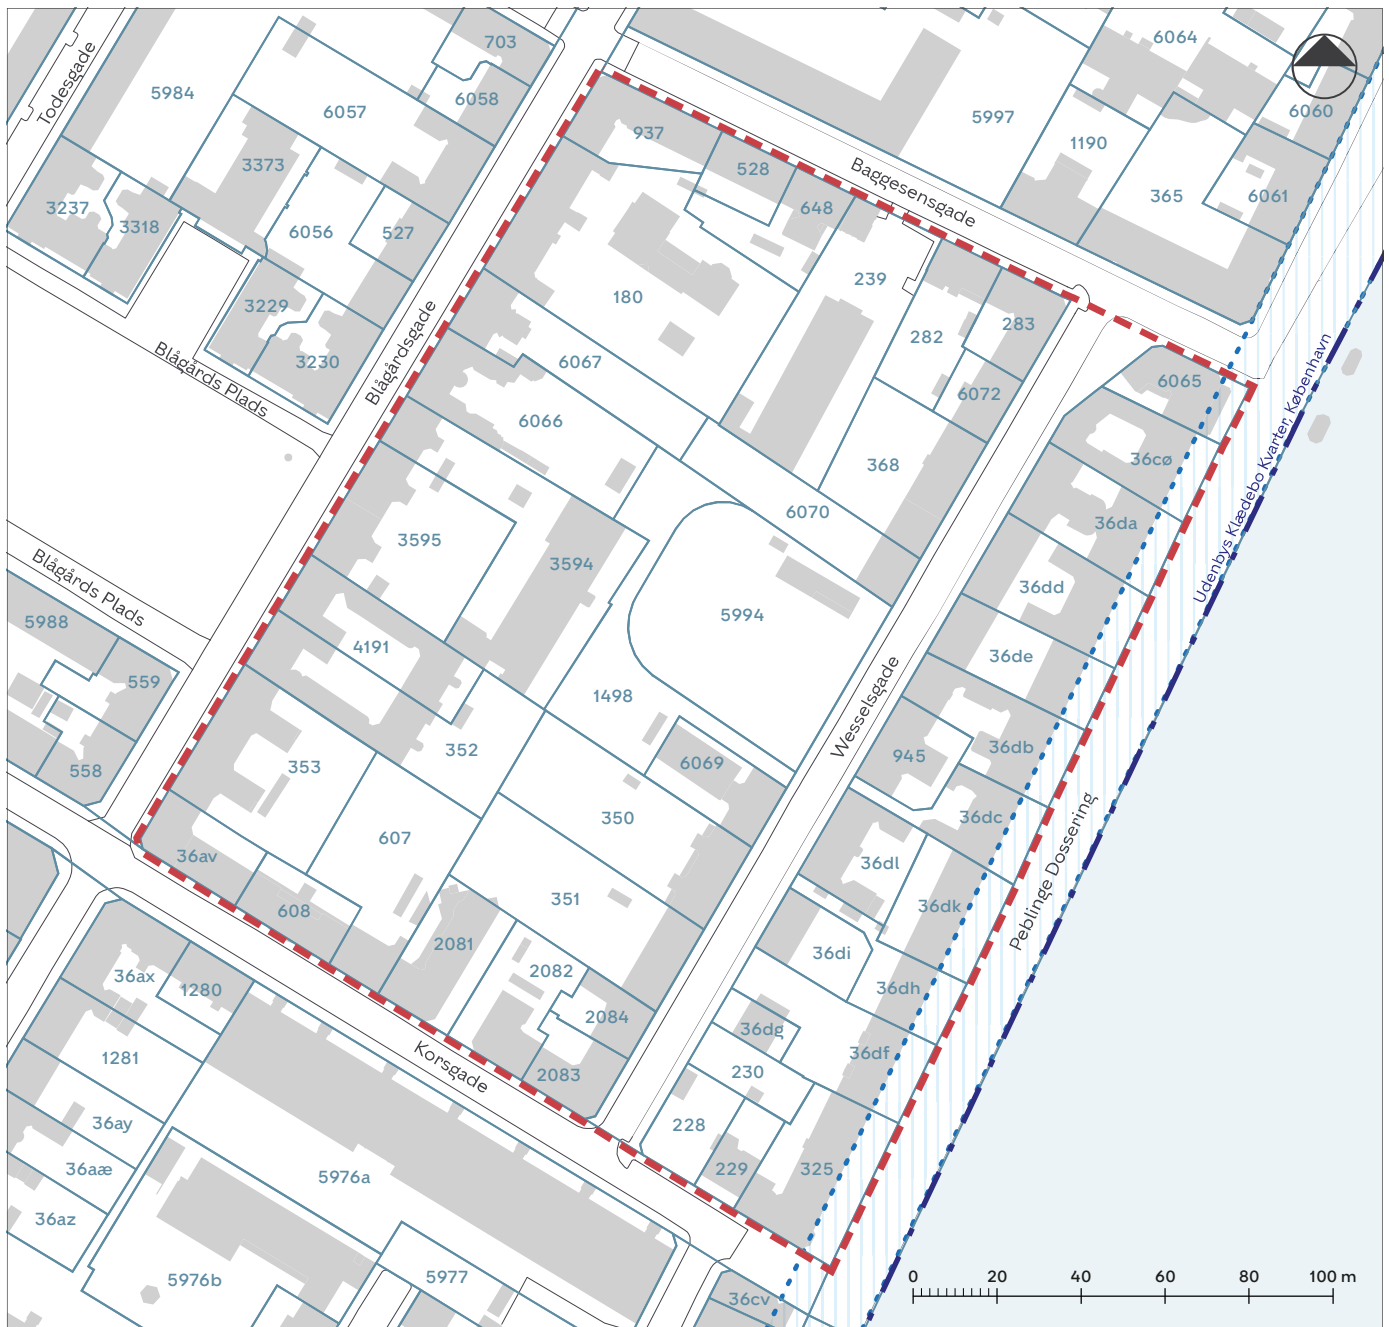 703
6064
5984
6057
6058
5997
6060
Todesgade
937
1190
3373
528
Baggesensgade
365
6061
3237
3318
6056
527
648
239
180
3229
283
282
Blågårdsgade
Blågårds Plads
3230
6067
6065
6072
6066
36cø
368
Udenbys Klædebo Kvarter, København
6070
36da
3595
3594
Blågårds Plads
36dd
5988
5994
4191
36de
559
1498
Wesselsgade
352
36db
945
558
353
6069
350
36dc
Peblinge Dossering
607
36av
36dl
351
36dk
608
2081
36di
2082
36ax
1280
36dh
2084
36dg
36df
1281
Korsgade
230
2083
36ay
228
36aæ
229
325
5976a
36az
5976b
5977
36cv
0 20 40 60 80 100 m